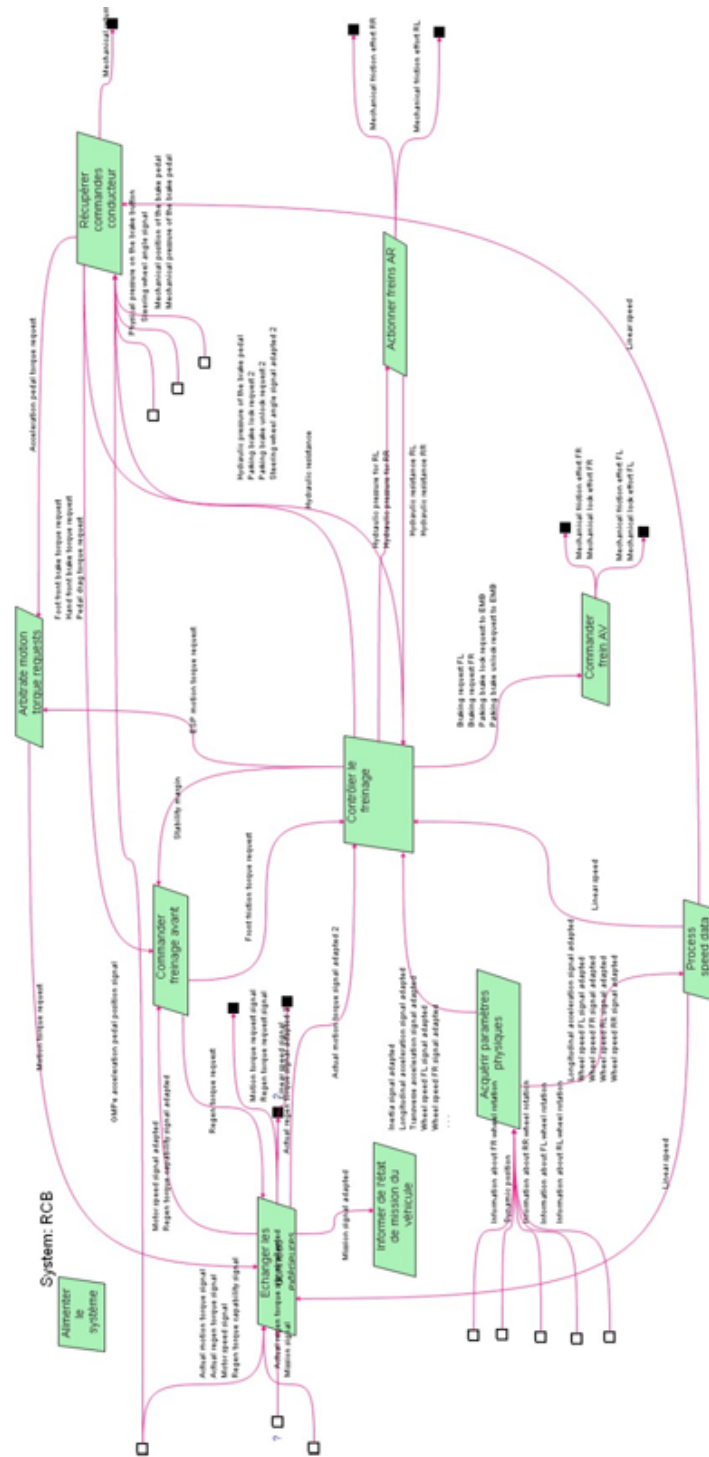 System: RCB
Alimenter
le
système
Motion torque request
Arbitrate motion
torque requests
Acceleration pedal torque request
Récupérer
commandes
conducteur
GMPe acceleration pedal position signal
Foot front brake torque request
Hand front brake torque request
Pedal drag torque request
Physical pressure on the brake button
Steering wheel angle signal
Mechanical position of the brake pedal
Mechanical pressure of the brake pedal
Motor speed signal adapted
Regen torque capability signal adapted
Commander
freinage avant
Stability margin
ESP motion torque request
Hydraulic pressure of the brake pedal
Parking brake lock request 2
Parking brake unlock request 2
Steering wheel angle signal adapted 2
Actual motion torque signal
Actual regen torque signal
Motor speed signal
Regen torque capability signal
Regen torque request
Motion torque request signal
Regen torque request signal
Front friction torque request
Hydraulic resistance
Echanger les
extérieures
Mission signal
Linear speed signal
Actual motion torque signal adapted 2
Contrôler le
freinage
Hydraulic pressure for RL
Hydraulic pressure for RR
Actionner freins AR
Mechanical friction effort RR
Mechanical friction effort RL
Mission signal adapted
Hydraulic resistance RL
Hydraulic resistance RR
Informer de l'état
de mission du
véhicule
Inertia signal adapted
Longitudinal acceleration signal adapted
Transverse acceleration signal adapted
Wheel speed FL signal adapted
Wheel speed FR signal adapted
...
Braking request FL
Braking request FR
Parking brake lock request to EMB
Parking brake unlock request to EMB
Information about FR wheel rotation
Dynamic position
Information about RR wheel rotation
Information about FL wheel rotation
Information about RL wheel rotation
Acquérir paramètres
physiques
Commander
frein AV
Mechanical friction effort FR
Mechanical lock effort FR
Mechanical friction effort FL
Mechanical lock effort FL
Longitudinal acceleration signal adapted
Wheel speed FL signal adapted
Wheel speed FR signal adapted
Wheel speed RL signal adapted
Wheel speed RR signal adapted
Linear speed
Linear speed
Linear speed
Process
speed data